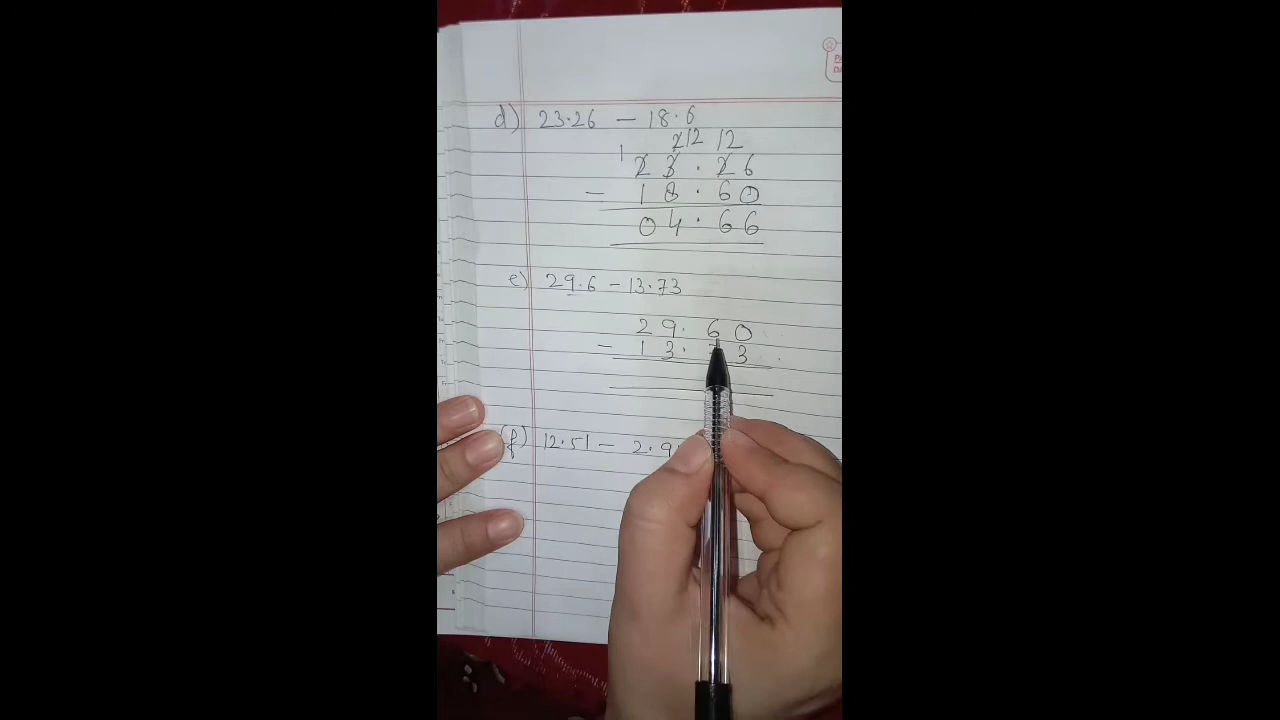 d) 23.26 - 18.6
1 2 12 12
2 3 . 2 6
- 1 8 . 6 0
0 4 . 6 6
e) 29.6 - 13.73
2 9 . 6 0
- 1 3 . 3
(f) 12.51 - 2.9